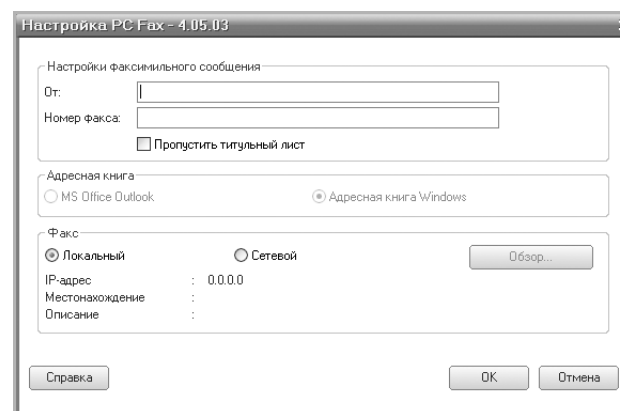 Настройка PC Fax - 4.05.03
Настройки факсимильного сообщения
От:
Номер факса:
Пропустить титульный лист
Адресная книга
MS Office Outlook Адресная книга Windows
Факс
Локальный Сетевой Обзор...
IP-адрес : 0.0.0.0
Местонахождение :
Описание :
Справка OK Отмена